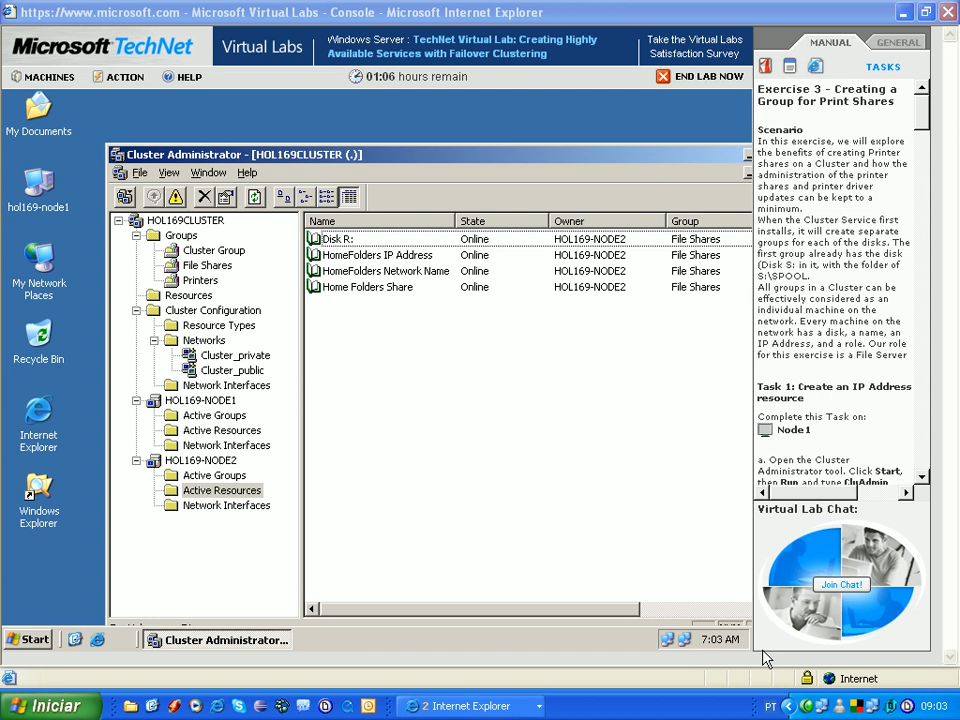 https://www.microsoft.com - Microsoft Virtual Labs - Console - Microsoft Internet Explorer
Microsoft TechNet
Virtual Labs
Windows Server : TechNet Virtual Lab: Creating Highly
Available Services with Failover Clustering
Take the Virtual Labs
Satisfaction Survey
MACHINES
ACTION
HELP
01:06 hours remain
END LAB NOW
MANUAL
GENERAL
TASKS
My Documents
hol169-node1
My Network
Places
Recycle Bin
Internet
Explorer
Windows
Explorer
Cluster Administrator - [HOL169CLUSTER (.)]
File View Window Help
HOL169CLUSTER
Groups
Cluster Group
File Shares
Printers
Resources
Cluster Configuration
Resource Types
Networks
Cluster_private
Cluster_public
Network Interfaces
HOL169-NODE1
Active Groups
Active Resources
Network Interfaces
HOL169-NODE2
Active Groups
Active Resources
Network Interfaces
Name State Owner Group
Disk R: Online HOL169-NODE2 File Shares
HomeFolders IP Address Online HOL169-NODE2 File Shares
HomeFolders Network Name Online HOL169-NODE2 File Shares
Home Folders Share Online HOL169-NODE2 File Shares
Exercise 3 - Creating a
Group for Print Shares
Scenario
In this exercise, we will explore
the benefits of creating Printer
shares on a Cluster and how the
administration of the printer
shares and printer driver
updates can be kept to a
minimum.
When the Cluster Service first
installs, it will create separate
groups for each of the disks. The
first group already has the disk
(Disk S: in it, with the folder of
S:\SPOOL.
All groups in a Cluster can be
effectively considered as an
individual machine on the
network. Every machine on the
network has a disk, a name, an
IP Address, and a role. Our role
for this exercise is a File Server
Task 1: Create an IP Address
resource
Complete this Task on:
Node1
a. Open the Cluster
Administrator tool. Click Start,
then Run and type CluAdmin
Virtual Lab Chat:
Join Chat!
Start
Cluster Administrator...
7:03 AM
Internet
Iniciar
2 Internet Explorer
PT
09:03